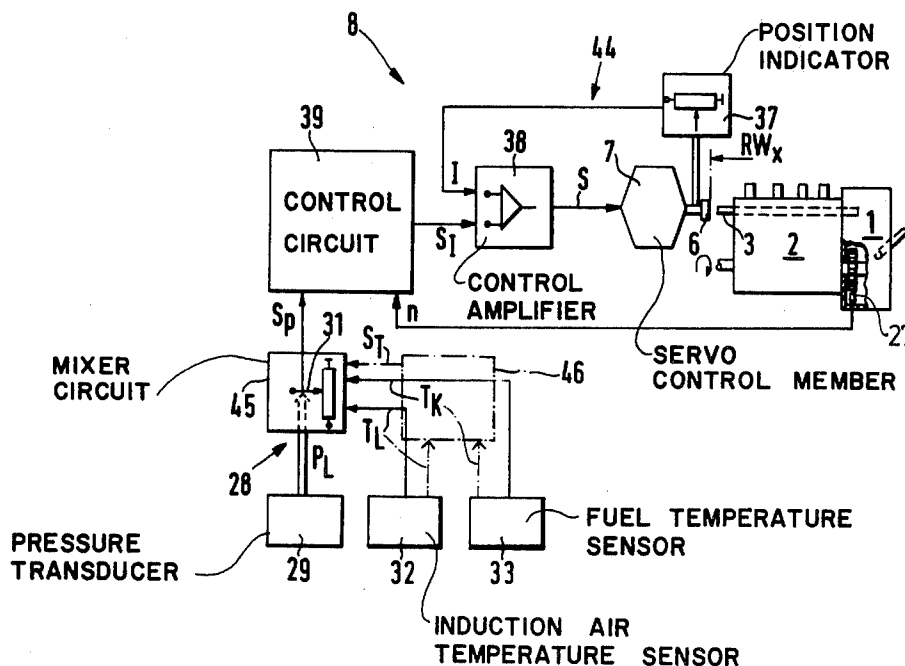 8
44
POSITION
INDICATOR
37
39
CONTROL
CIRCUIT
I
38
S
7
RWx
SI
CONTROL
AMPLIFIER
6
3
2
1
SERVO
CONTROL MEMBER
n
Sp
31
MIXER
CIRCUIT
45
ST
46
TK
TL
28
PL
PRESSURE
TRANSDUCER
29
32
33
FUEL TEMPERATURE
SENSOR
INDUCTION AIR
TEMPERATURE SENSOR